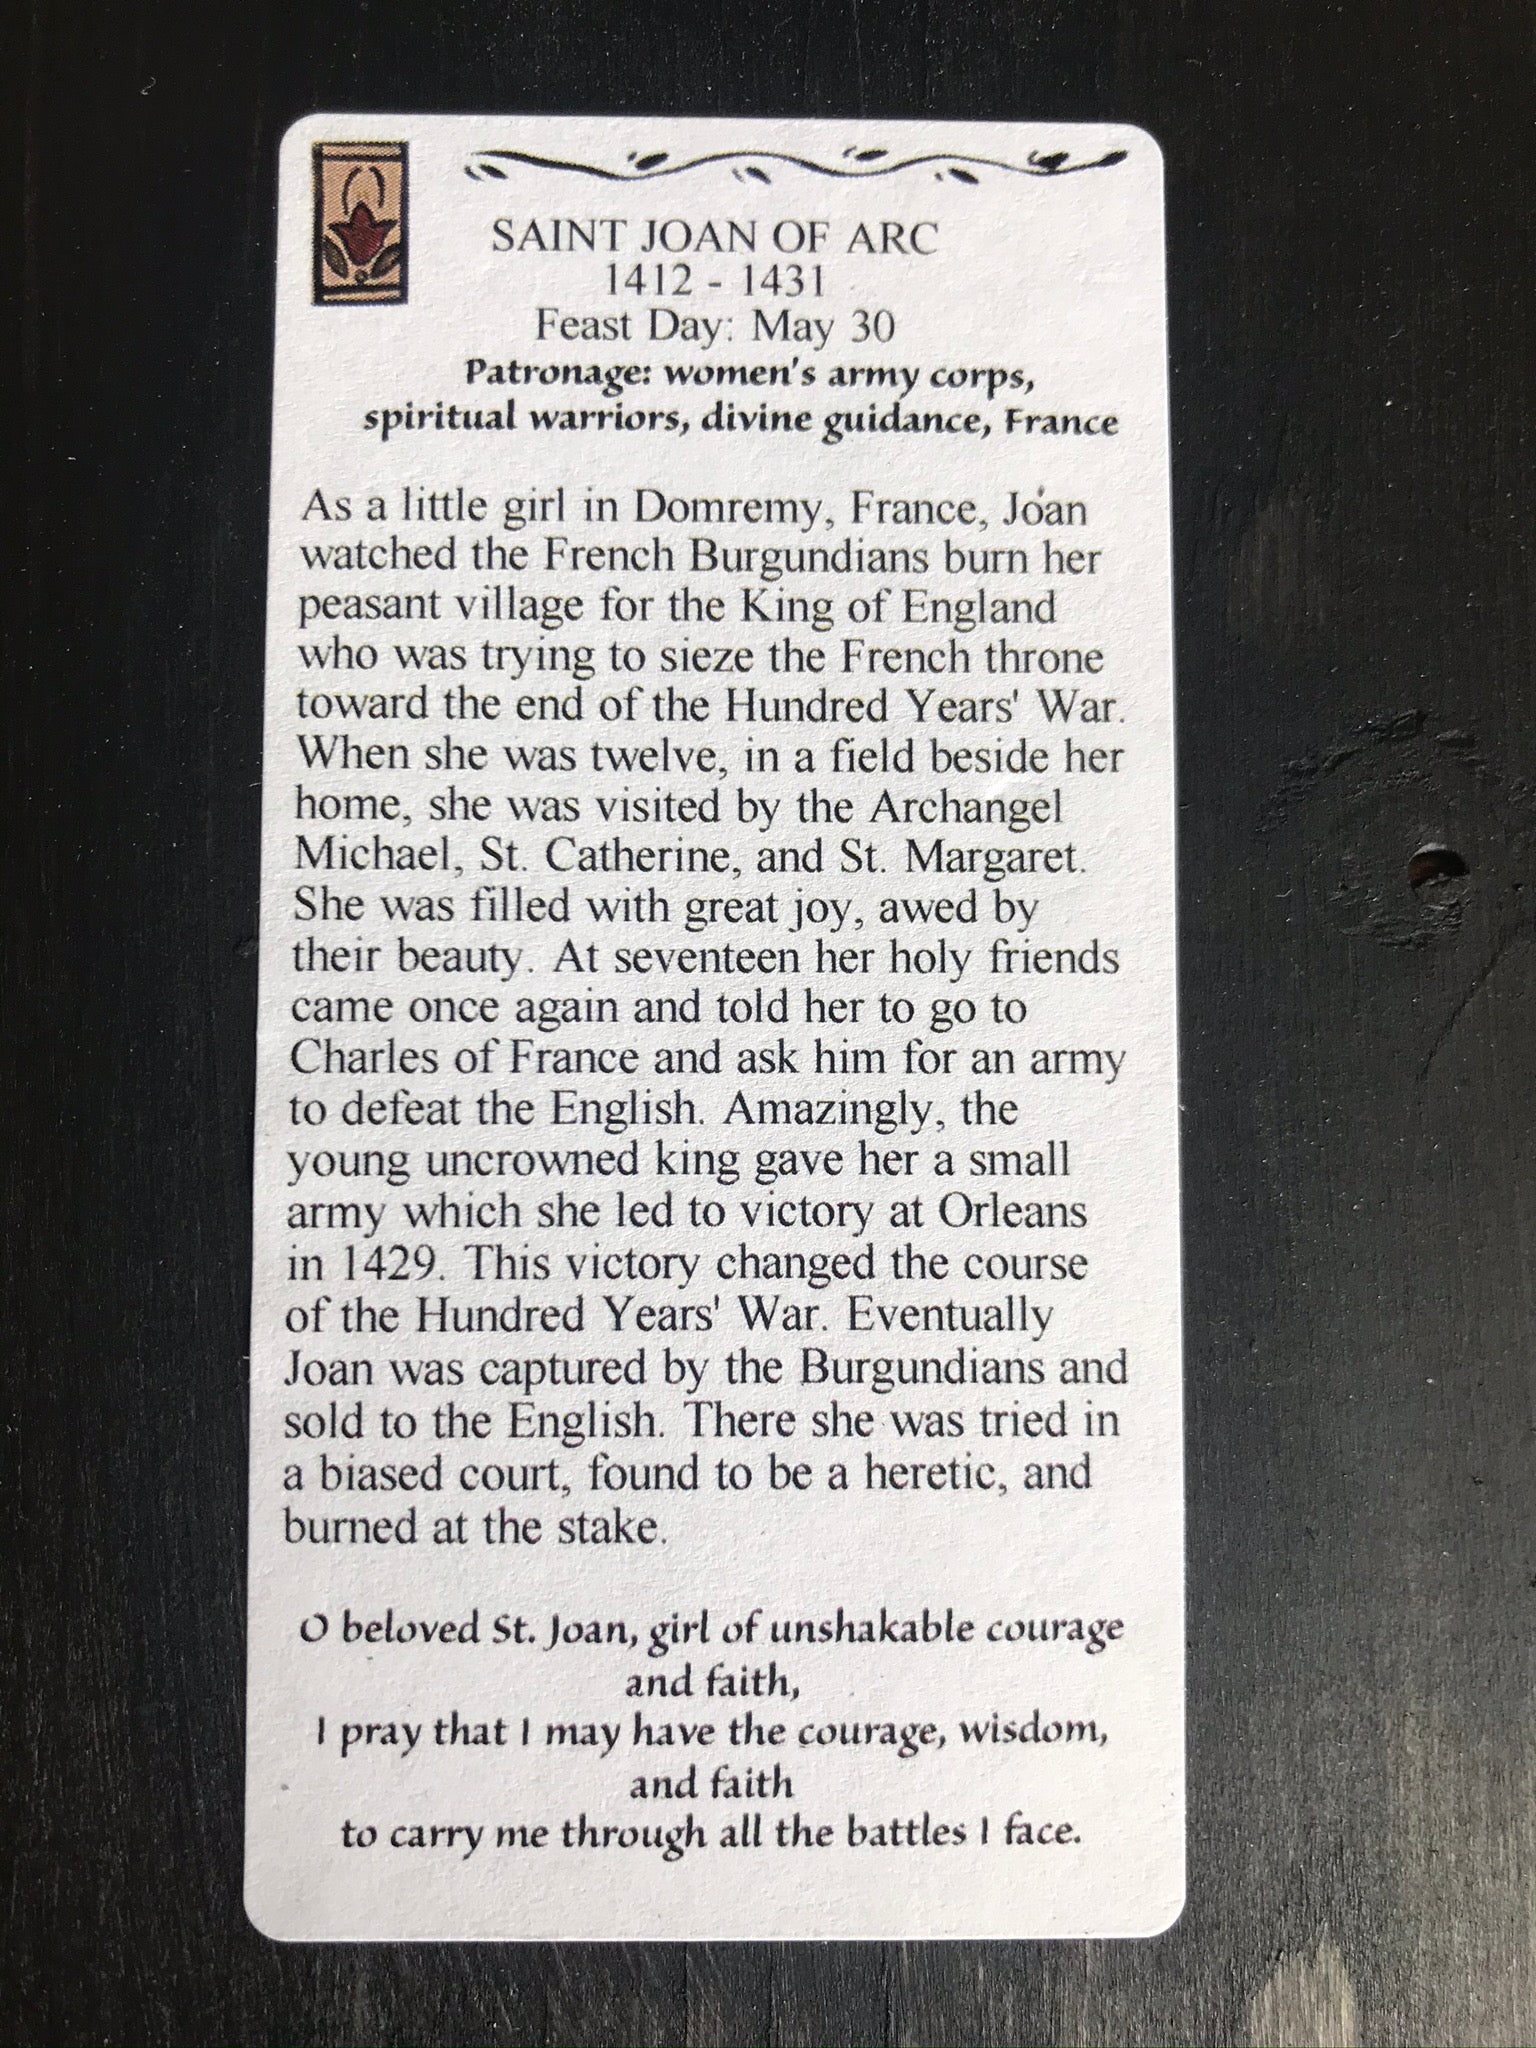 SAINT JOAN OF ARC
1412 - 1431
Feast Day: May 30
Patronage: women's army corps,
spiritual warriors, divine guidance, France
As a little girl in Domremy, France, Joan
watched the French Burgundians burn her
peasant village for the King of England
who was trying to sieze the French throne
toward the end of the Hundred Years' War.
When she was twelve, in a field beside her
home, she was visited by the Archangel
Michael, St. Catherine, and St. Margaret.
She was filled with great joy, awed by
their beauty. At seventeen her holy friends
came once again and told her to go to
Charles of France and ask him for an army
to defeat the English. Amazingly, the
young uncrowned king gave her a small
army which she led to victory at Orleans
in 1429. This victory changed the course
of the Hundred Years' War. Eventually
Joan was captured by the Burgundians and
sold to the English. There she was tried in
a biased court, found to be a heretic, and
burned at the stake.
O beloved St. Joan, girl of unshakable courage
and faith,
I pray that I may have the courage, wisdom,
and faith
to carry me through all the battles I face.